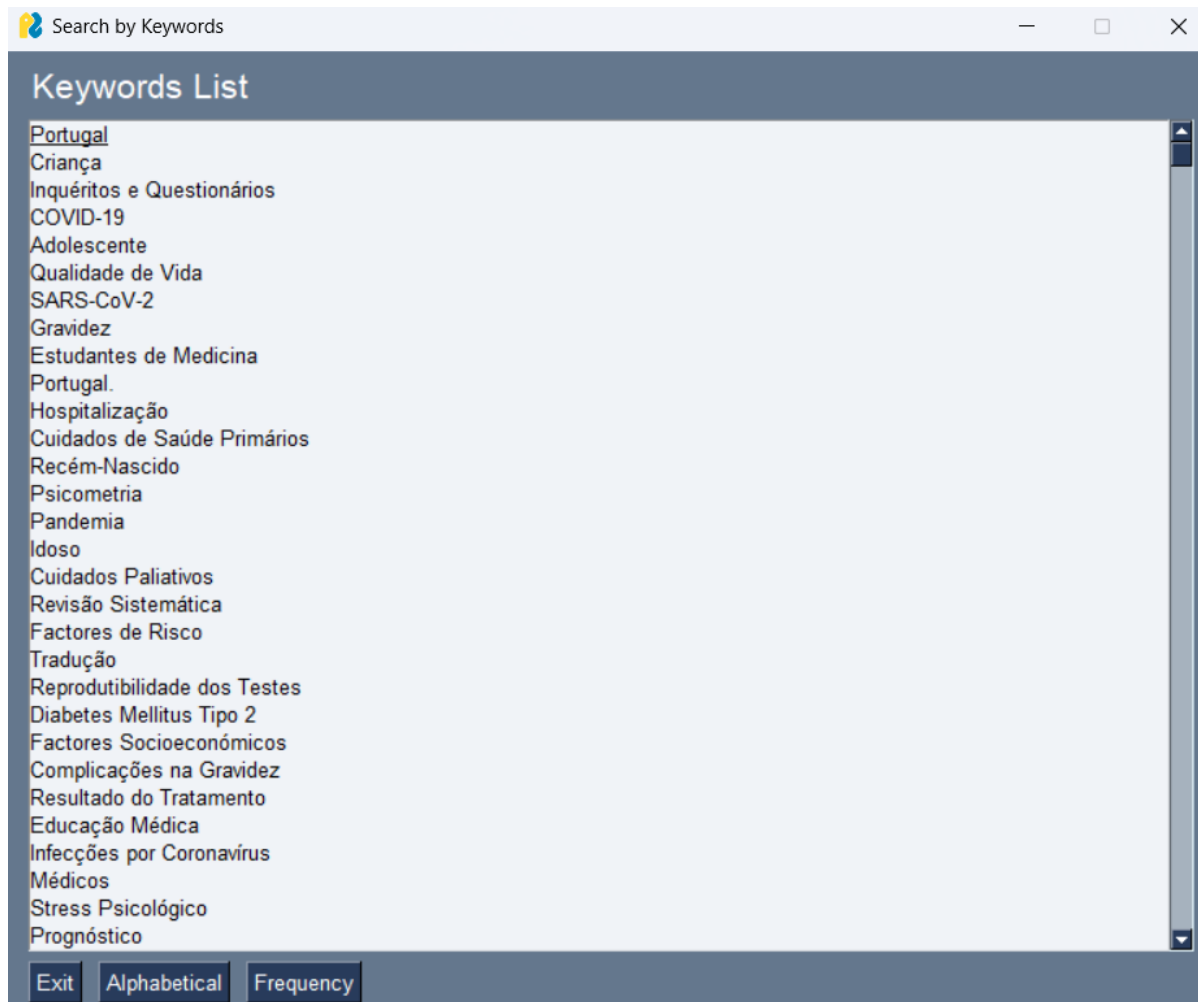 Search by Keywords
Keywords List
Portugal
Criança
Inquéritos e Questionários
COVID-19
Adolescente
Qualidade de Vida
SARS-CoV-2
Gravidez
Estudantes de Medicina
Portugal.
Hospitalização
Cuidados de Saúde Primários
Recém-Nascido
Psicometria
Pandemia
Idoso
Cuidados Paliativos
Revisão Sistemática
Factores de Risco
Tradução
Reprodutibilidade dos Testes
Diabetes Mellitus Tipo 2
Factores Socioeconómicos
Complicações na Gravidez
Resultado do Tratamento
Educação Médica
Infecções por Coronavírus
Médicos
Stress Psicológico
Prognóstico
Exit Alphabetical Frequency